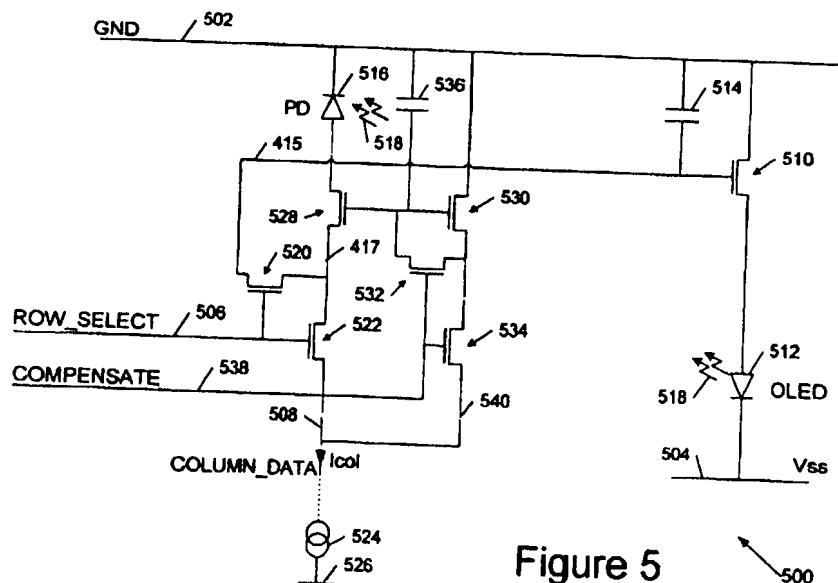 GND
502
516
536
514
PD
518
415
510
530
528
417
520
532
ROW_SELECT
506
522
534
COMPENSATE
538
512
518
OLED
508
540
COLUMN_DATA
Icol
504
Vss
524
526
Figure 5
500